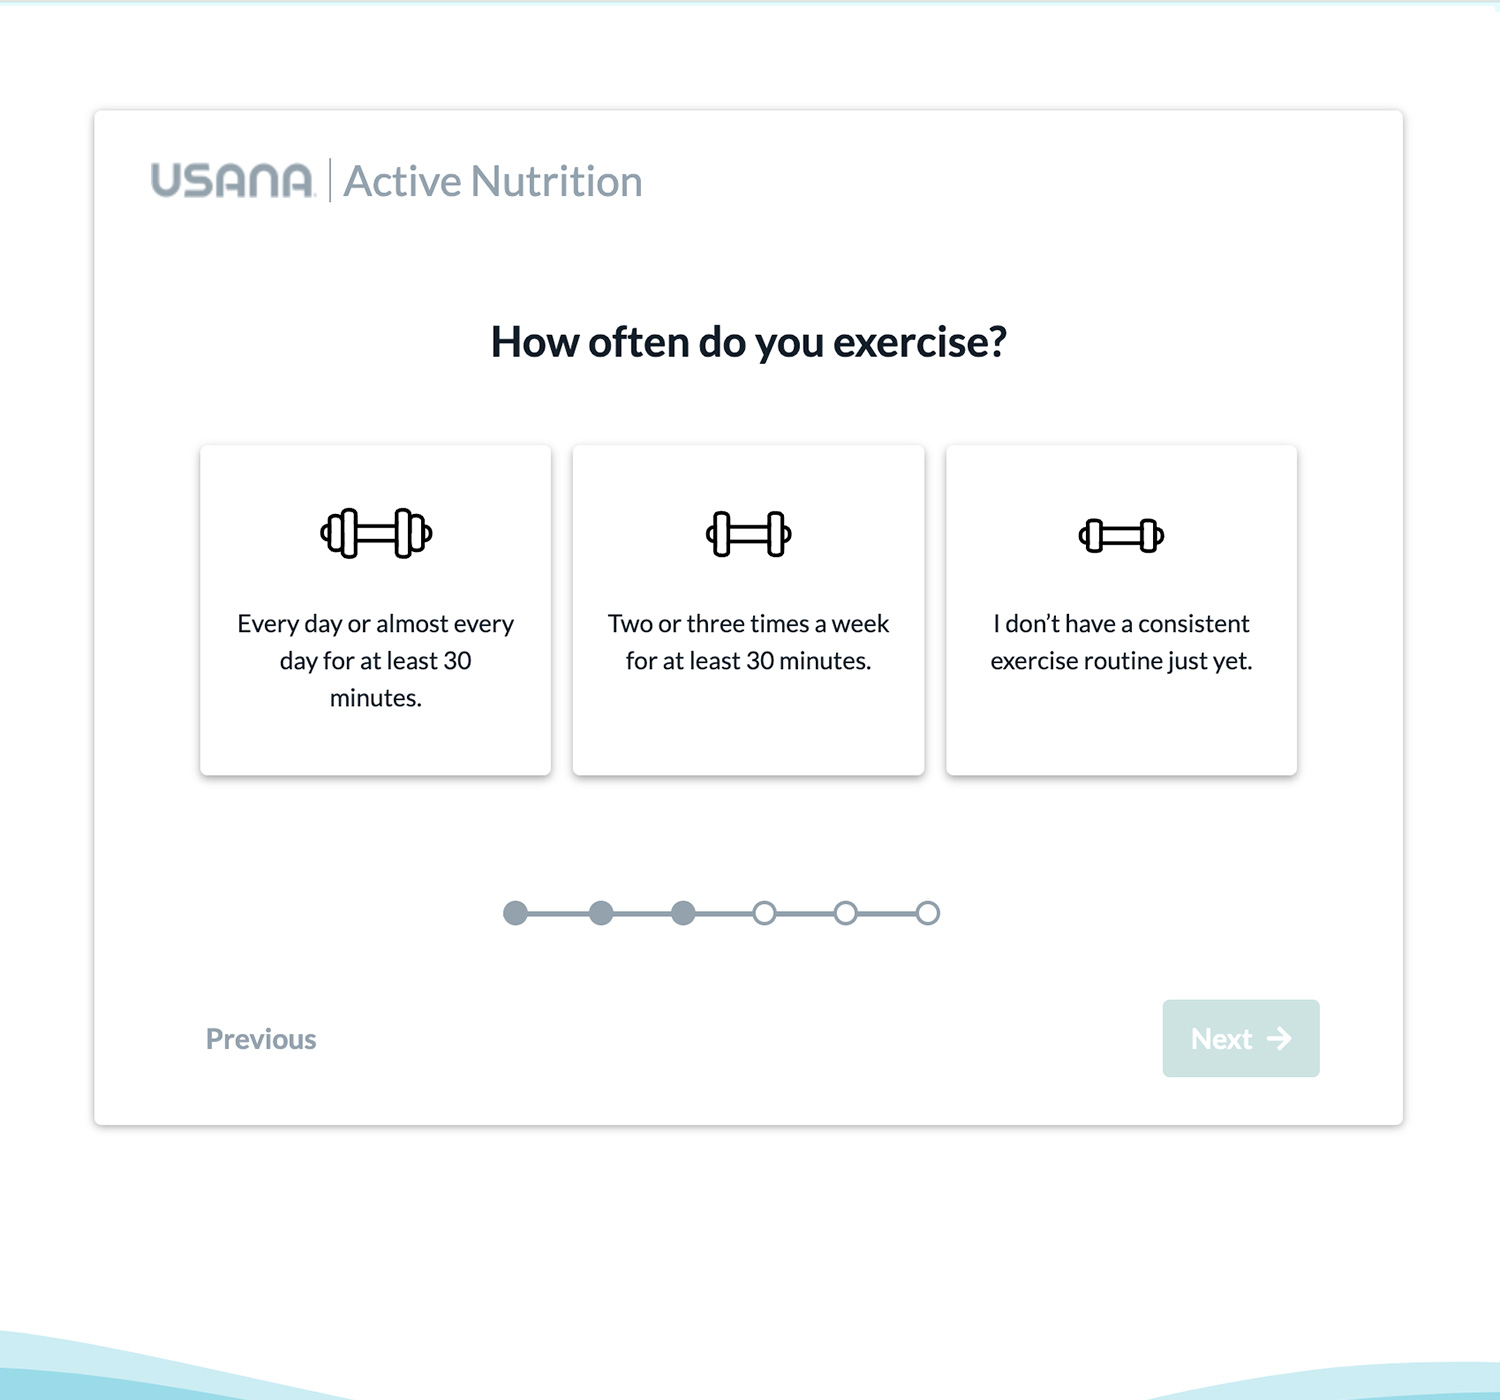 USANA | Active Nutrition
How often do you exercise?
Every day or almost every
day for at least 30
minutes.
Two or three times a week
for at least 30 minutes.
I don’t have a consistent
exercise routine just yet.
Previous
Next →